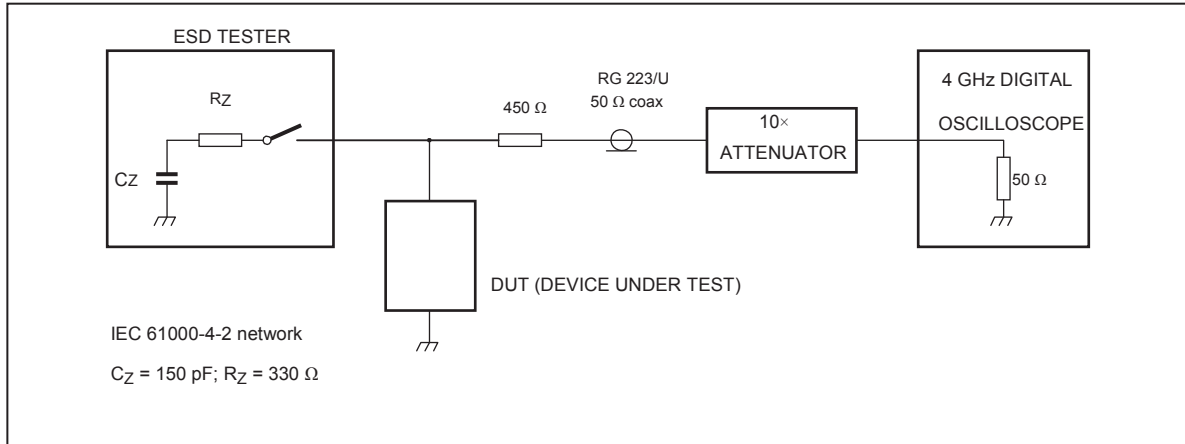 ESD TESTER
RZ
CZ
450 Ω
RG 223/U
50 Ω coax
10×
ATTENUATOR
4 GHz DIGITAL
OSCILLOSCOPE
50 Ω
DUT (DEVICE UNDER TEST)
IEC 61000-4-2 network
CZ = 150 pF; RZ = 330 Ω